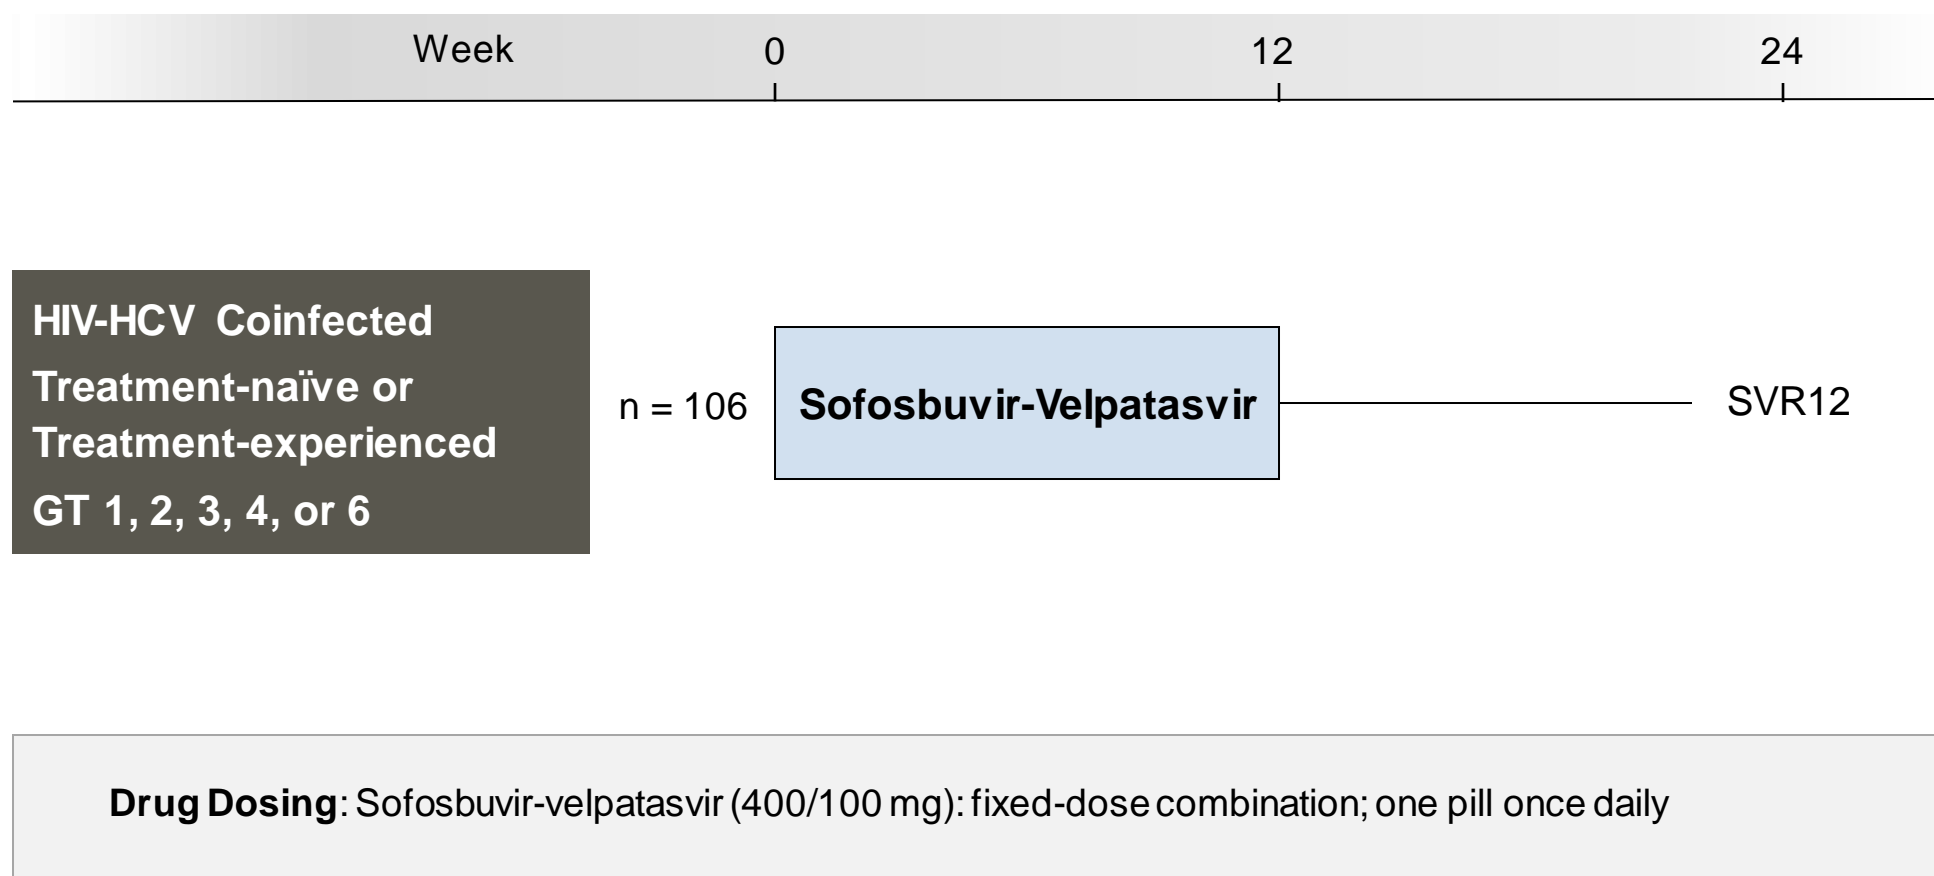 Week 0 12 24
HIV-HCV Coinfected
Treatment-naïve or
Treatment-experienced
GT 1, 2, 3, 4, or 6
n = 106
Sofosbuvir-Velpatasvir
SVR12
Drug Dosing: Sofosbuvir-velpatasvir (400/100 mg): fixed-dose combination; one pill once daily